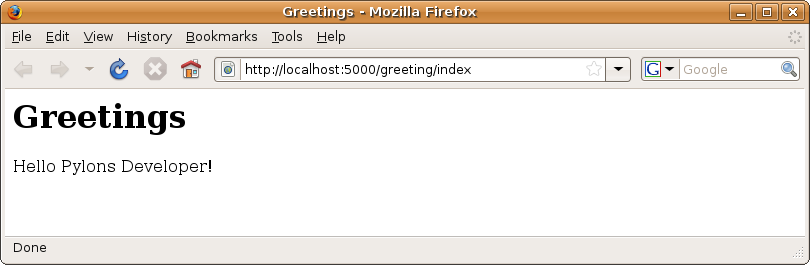 Greetings - Mozilla Firefox
File Edit View History Bookmarks Tools Help
http://localhost:5000/greeting/index G Google
Greetings
Hello Pylons Developer!
Done